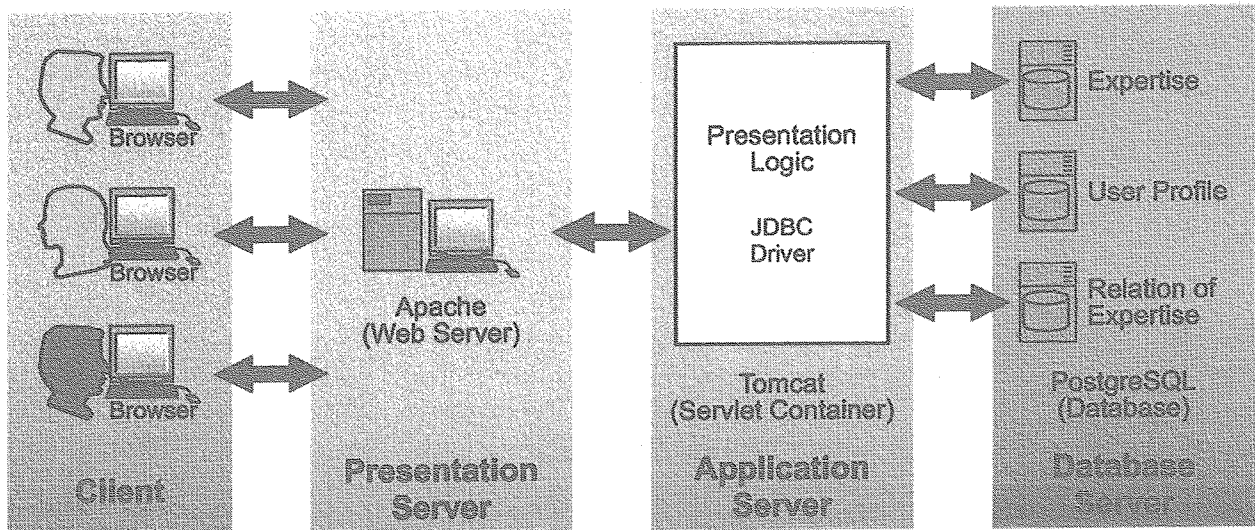 Browser
Browser
Browser
Client
Apache
(Web Server)
Presentation
Server
Presentation
Logic
JDBC
Driver
Tomcat
(Servlet Container)
Application
Server
Expertise
User Profile
Relation of
Expertise
PostgreSQL
(Database)
Database
Server